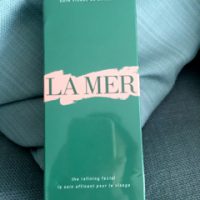 LA MER
the refining facial
le soin affinant pour le visage